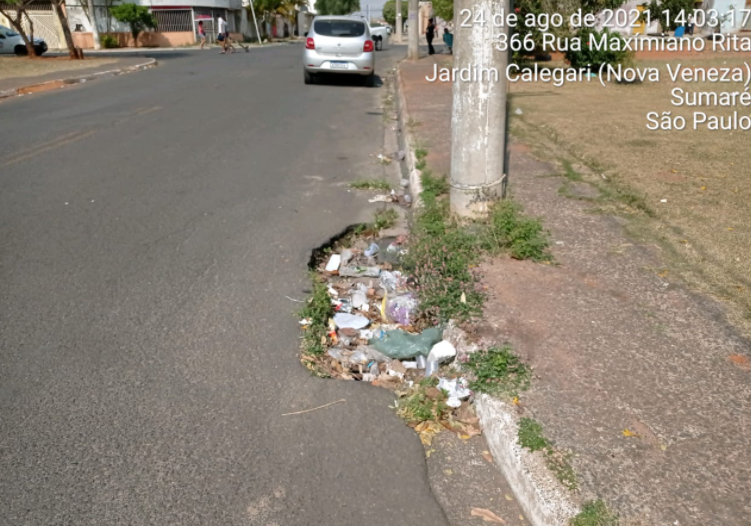 24 de ago de 2021 14:03:17
366 Rua Maximiano Rita
Jardim Calegari (Nova Veneza)
Sumaré
São Paulo